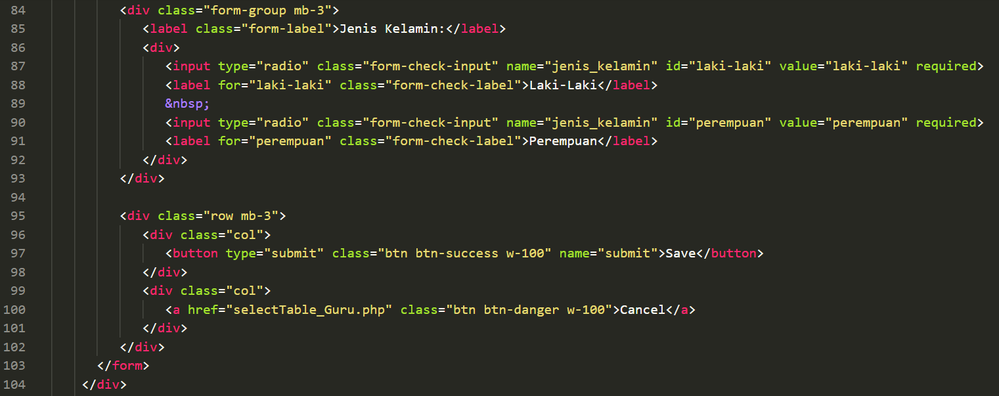 84 <div class="form-group mb-3">
85 <label class="form-label">Jenis Kelamin:</label>
86 <div>
87 <input type="radio" class="form-check-input" name="jenis_kelamin" id="laki-laki" value="laki-laki" required>
88 <label for="laki-laki" class="form-check-label">Laki-Laki</label>
89 &nbsp;
90 <input type="radio" class="form-check-input" name="jenis_kelamin" id="perempuan" value="perempuan" required>
91 <label for="perempuan" class="form-check-label">Perempuan</label>
92 </div>
93 </div>
94
95 <div class="row mb-3">
96 <div class="col">
97 <button type="submit" class="btn btn-success w-100" name="submit">Save</button>
98 </div>
99 <div class="col">
100 <a href="selectTable_Guru.php" class="btn btn-danger w-100">Cancel</a>
101 </div>
102 </div>
103 </form>
104 </div>